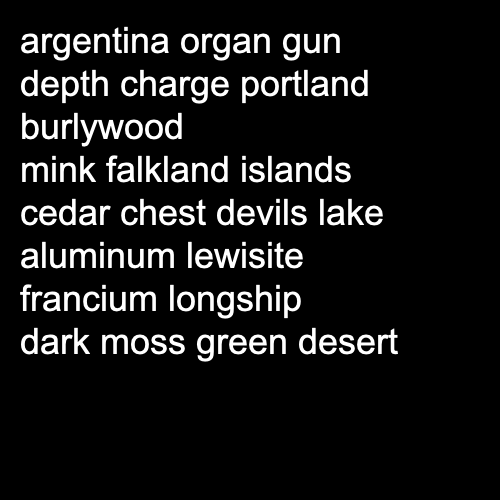 argentina organ gun
depth charge portland
burlywood
mink falkland islands
cedar chest devils lake
aluminum lewisite
francium longship
dark moss green desert